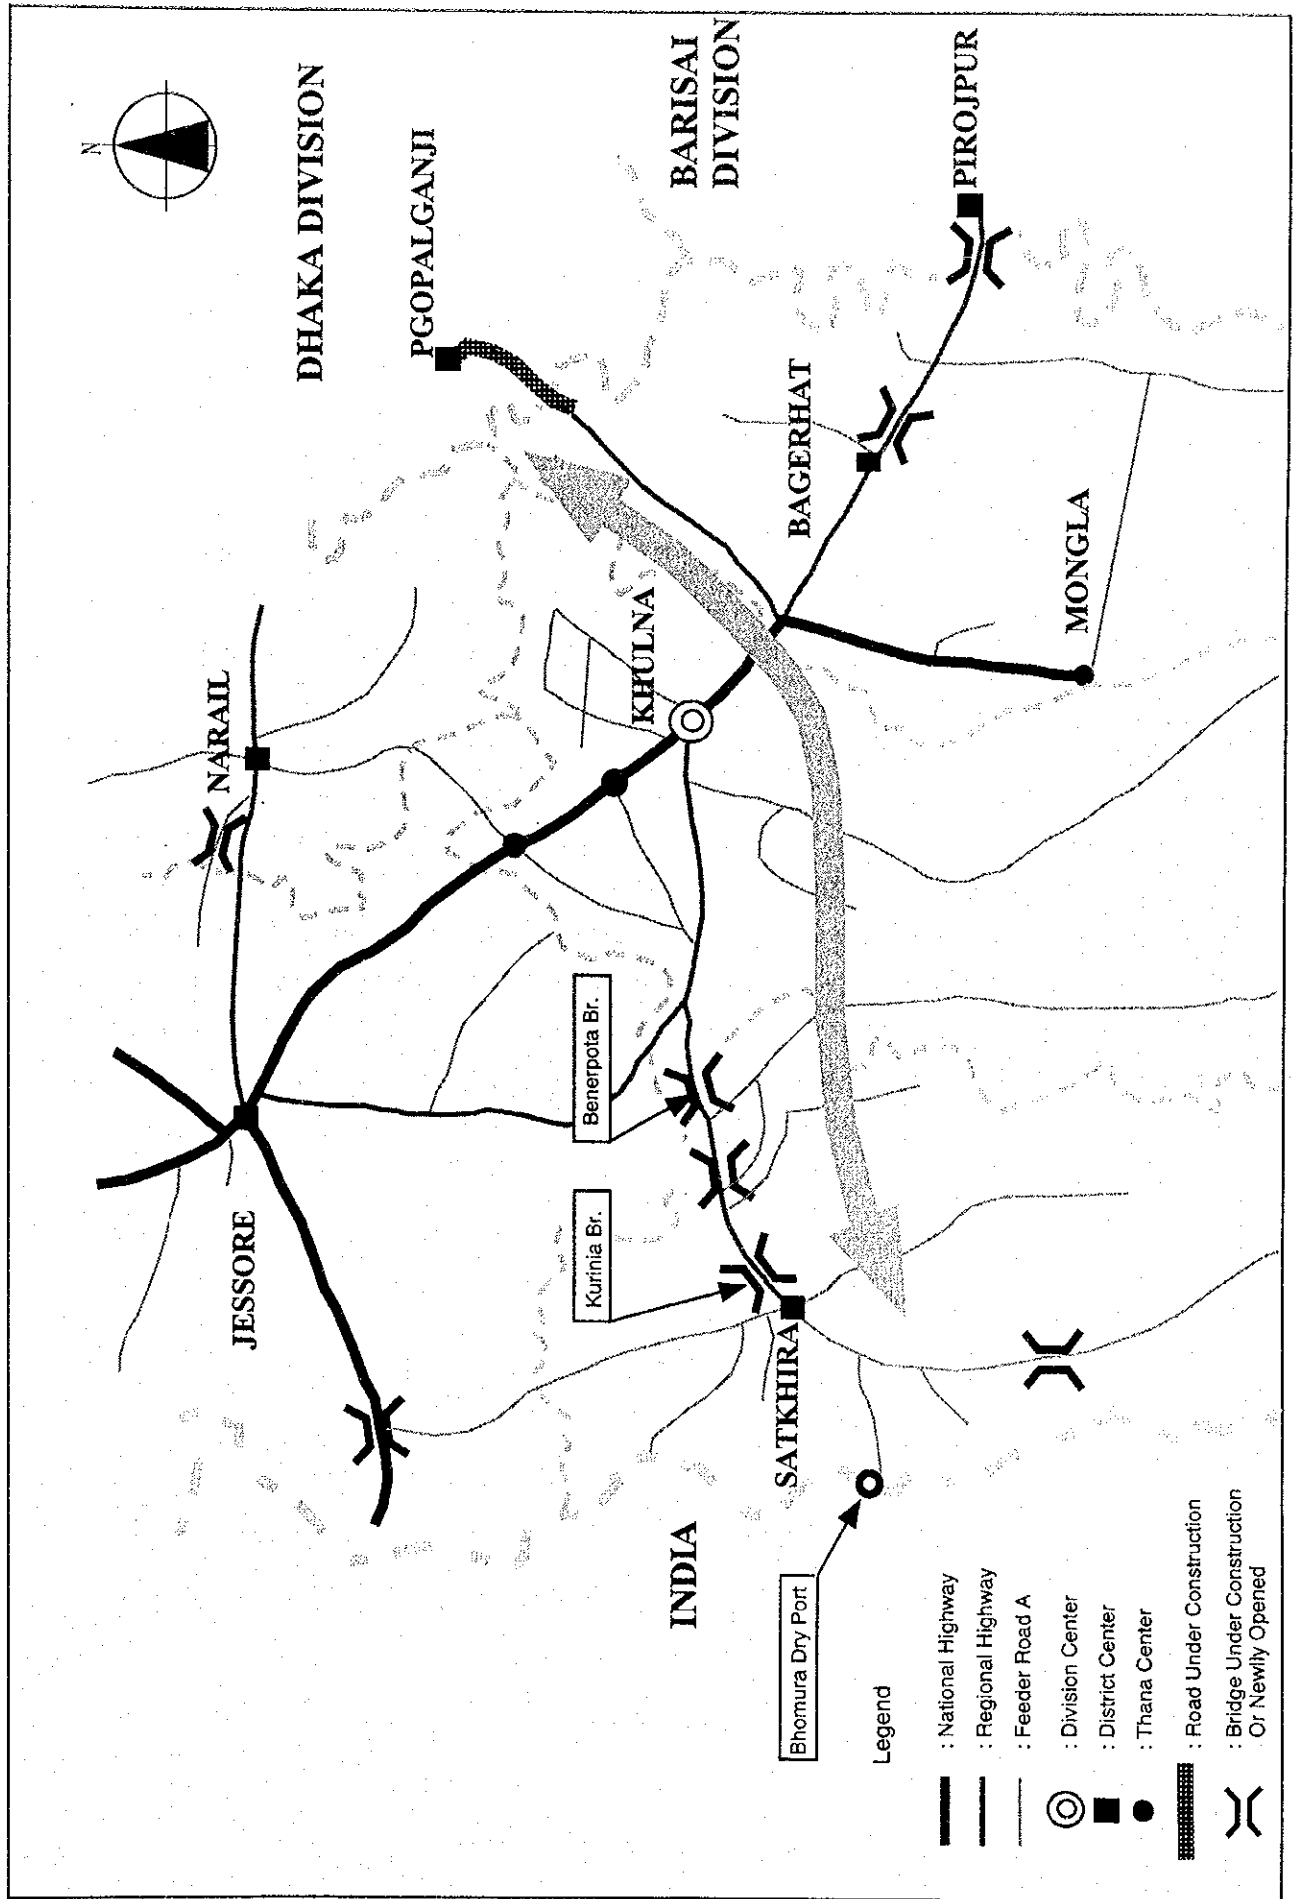 N
DHAKA DIVISION
PGOPALGANJI
BARISAI
DIVISION
PIROJPUR
NARAIL
KHULNA
BAGERHAT
MONGLA
JESSORE
Benerpota Br.
Kurinia Br.
SATKHIRA
INDIA
Bhomura Dry Port
Legend
: National Highway
: Regional Highway
: Feeder Road A
: Division Center
: District Center
: Thana Center
: Road Under Construction
: Bridge Under Construction
Or Newlly Opened